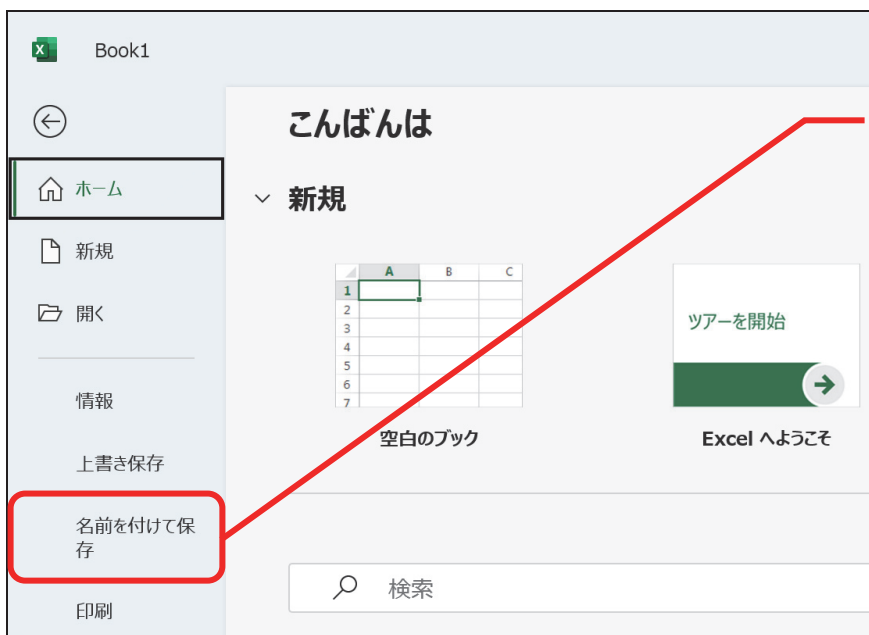 Book1
こんばんは
ホーム
新規
開く
情報
上書き保存
名前を付けて保
存
印刷
新規
A B C
1
2
3
4
5
6
7
空白のブック
ツアーを開始
Excel へようこそ
検索